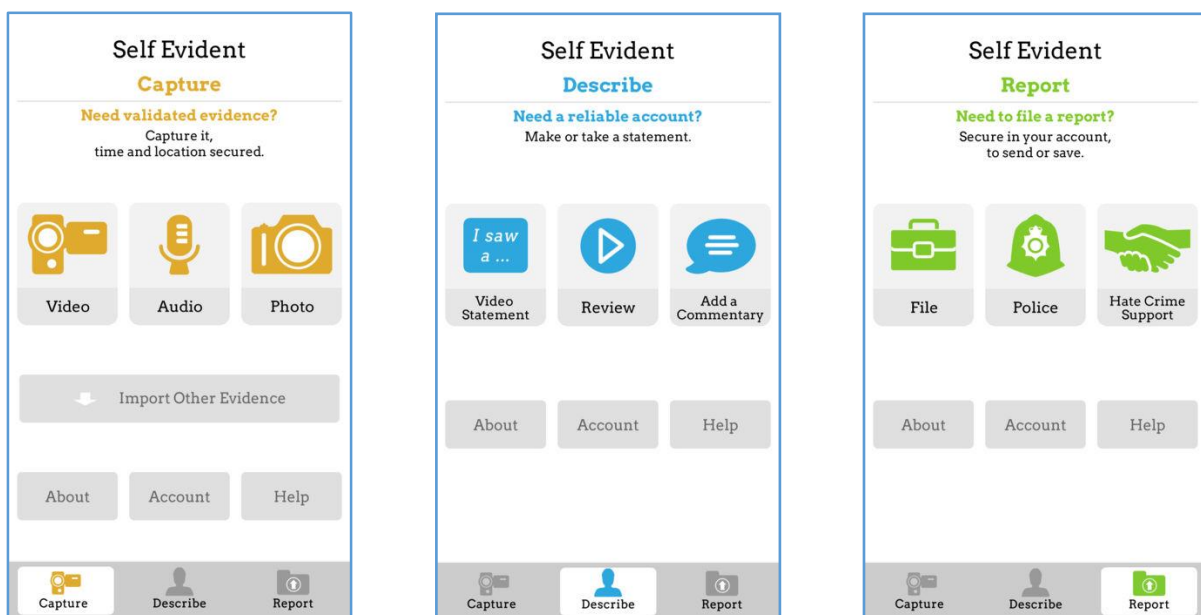 Self Evident
Capture
Need validated evidence?
Capture it,
time and location secured.
Video
Audio
Photo
Import Other Evidence
About
Account
Help
Capture
Describe
Report
Self Evident
Describe
Need a reliable account?
Make or take a statement.
I saw
a ...
Video
Statement
Review
Add a
Commentary
About
Account
Help
Capture
Describe
Report
Self Evident
Report
Need to file a report?
Secure in your account,
to send or save.
File
Police
Hate Crime
Support
About
Account
Help
Capture
Describe
Report